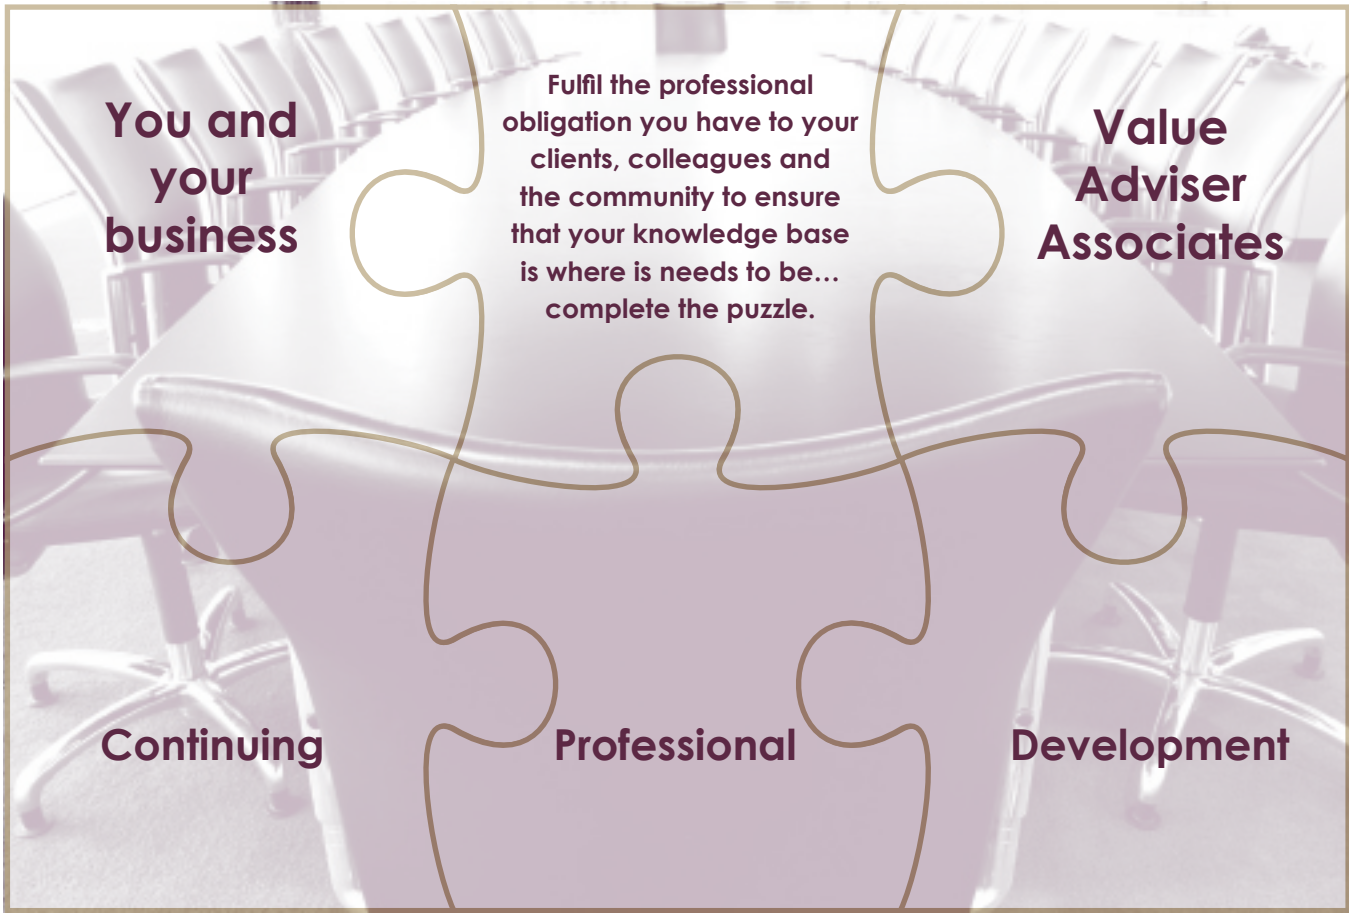 You and
your
business
Fulfil the professional
obligation you have to your
clients, colleagues and
the community to ensure
that your knowledge base
is where is needs to be…
complete the puzzle.
Value
Adviser
Associates
Continuing
Professional
Development